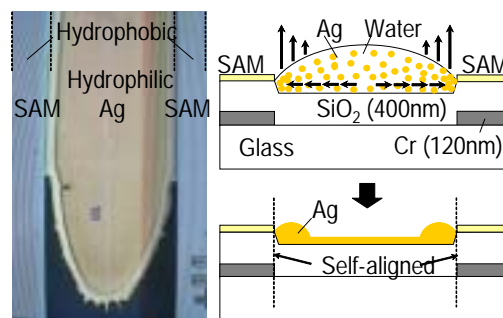 Hydrophobic
Hydrophilic
SAM Ag SAM
Ag Water
SAM SAM
SiO2 (400nm)
Glass Cr (120nm)
Ag
Self-aligned